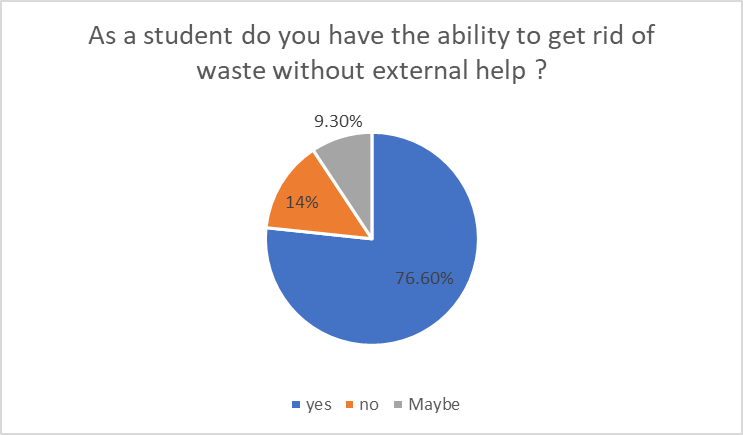 As a student do you have the ability to get rid of
waste without external help ?
9.30%
14%
76.60%
yes no Maybe